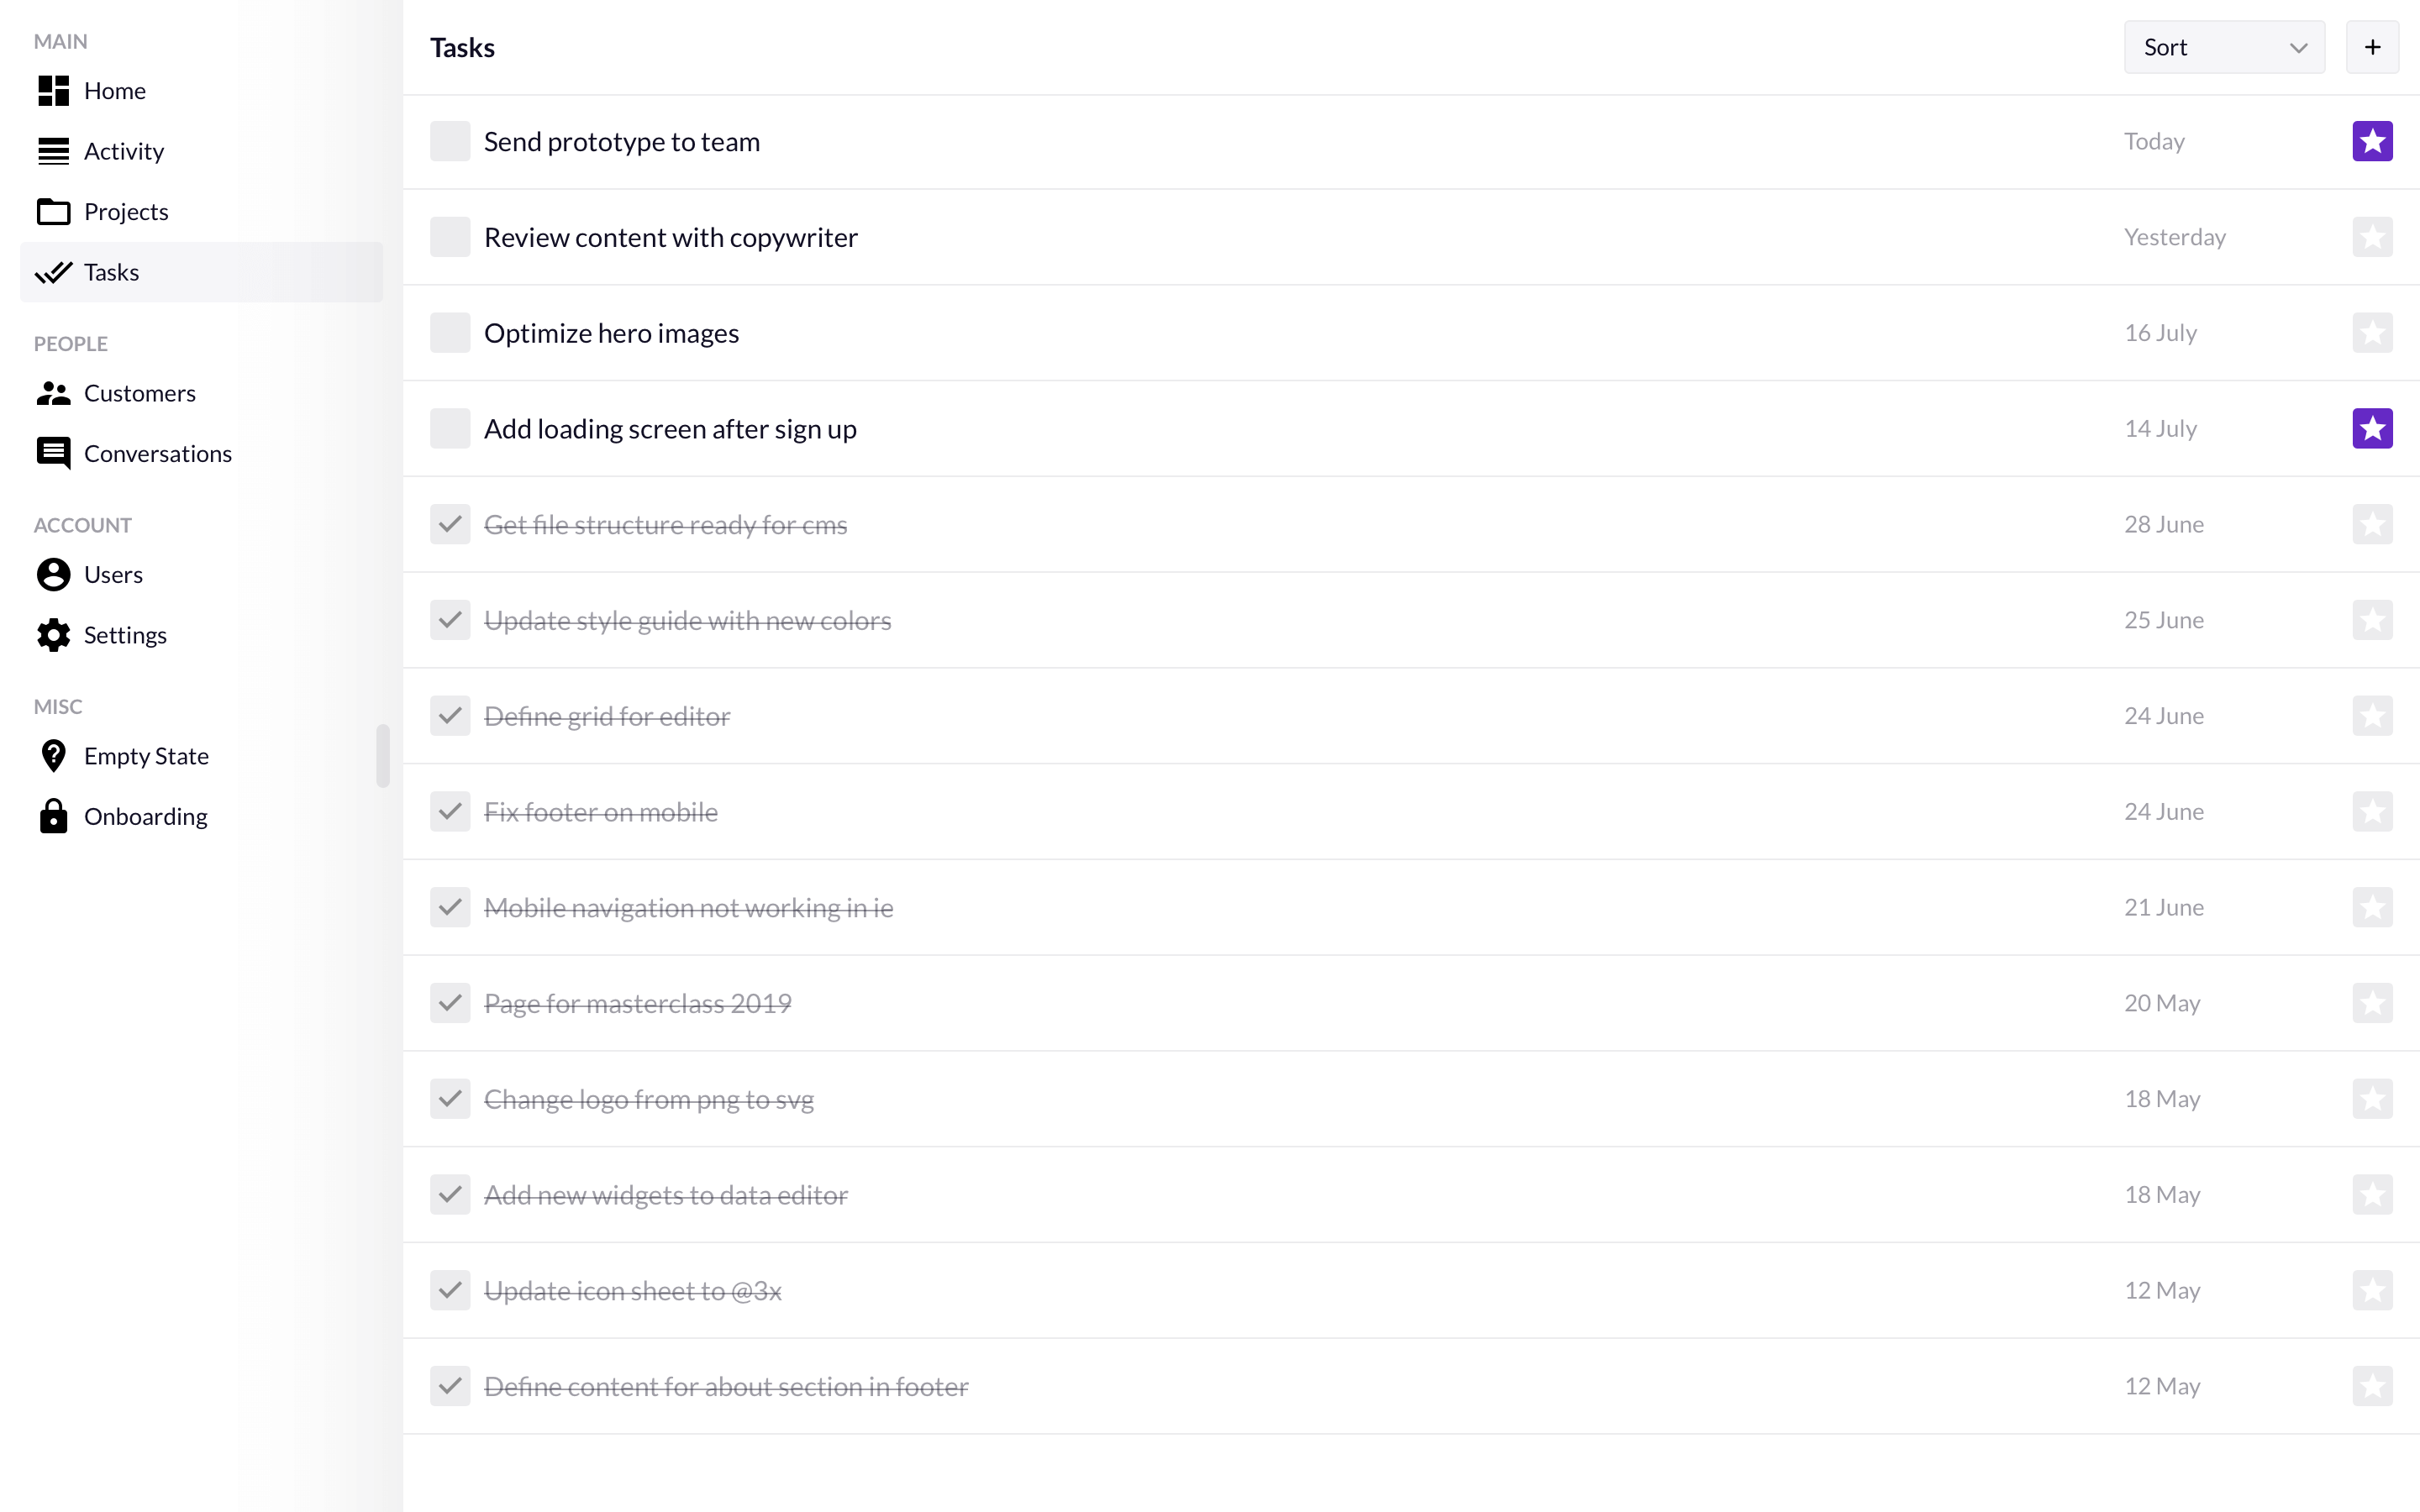 MAIN
Home
Activity
Projects
Tasks
PEOPLE
Customers
Conversations
ACCOUNT
Users
Settings
MISC
Empty State
Onboarding
Tasks
Sort
+
Send prototype to team Today
Review content with copywriter Yesterday
Optimize hero images 16 July
Add loading screen after sign up 14 July
Get file structure ready for cms 28 June
Update style guide with new colors 25 June
Define grid for editor 24 June
Fix footer on mobile 24 June
Mobile navigation not working in ie 21 June
Page for masterclass 2019 20 May
Change logo from png to svg 18 May
Add new widgets to data editor 18 May
Update icon sheet to @3x 12 May
Define content for about section in footer 12 May